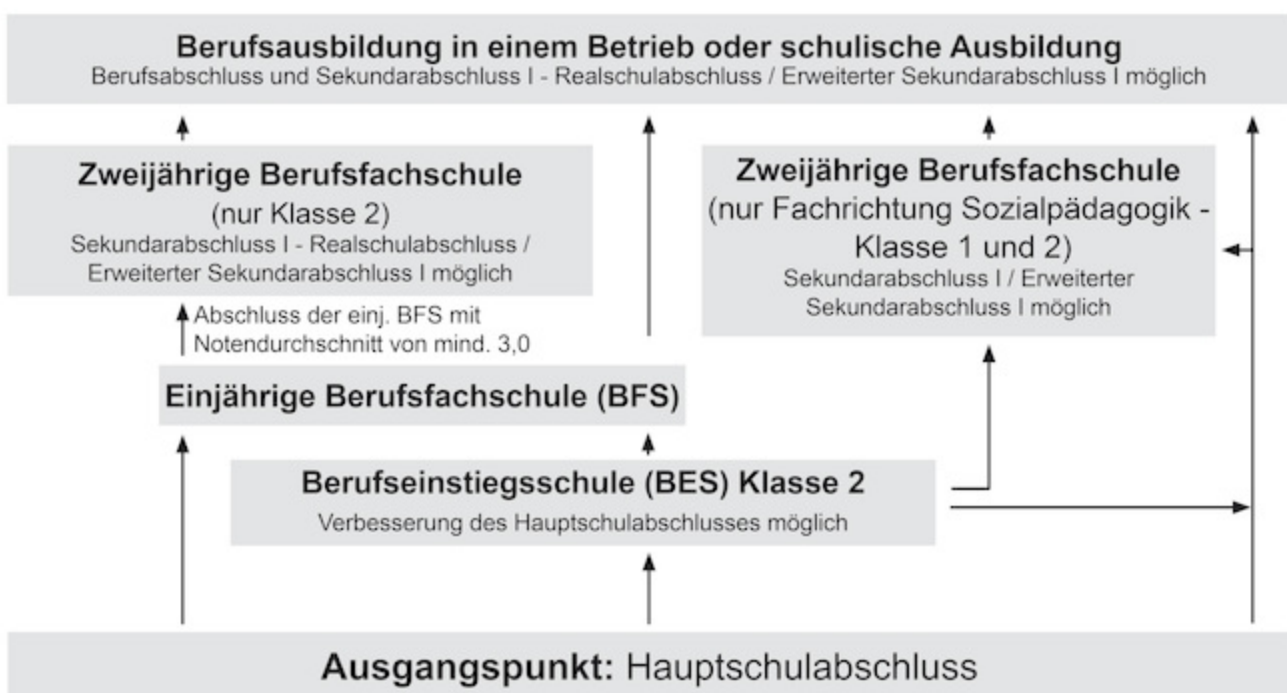 Berufsausbildung in einem Betrieb oder schulische Ausbildung
Berufsabschluss und Sekundarabschluss I - Realschulabschluss / Erweiterter Sekundarabschluss I möglich
Zweijährige Berufsfachschule
(nur Klasse 2)
Sekundarabschluss I - Realschulabschluss /
Erweiterter Sekundarabschluss I möglich
Zweijährige Berufsfachschule
(nur Fachrichtung Sozialpädagogik -
Klasse 1 und 2)
Sekundarabschluss I / Erweiterter
Sekundarabschluss I möglich
Abschluss der einj. BFS mit
Notendurchschnitt von mind. 3,0
Einjährige Berufsfachschule (BFS)
Berufseinstiegsschule (BES) Klasse 2
Verbesserung des Hauptschulabschlusses möglich
Ausgangspunkt: Hauptschulabschluss